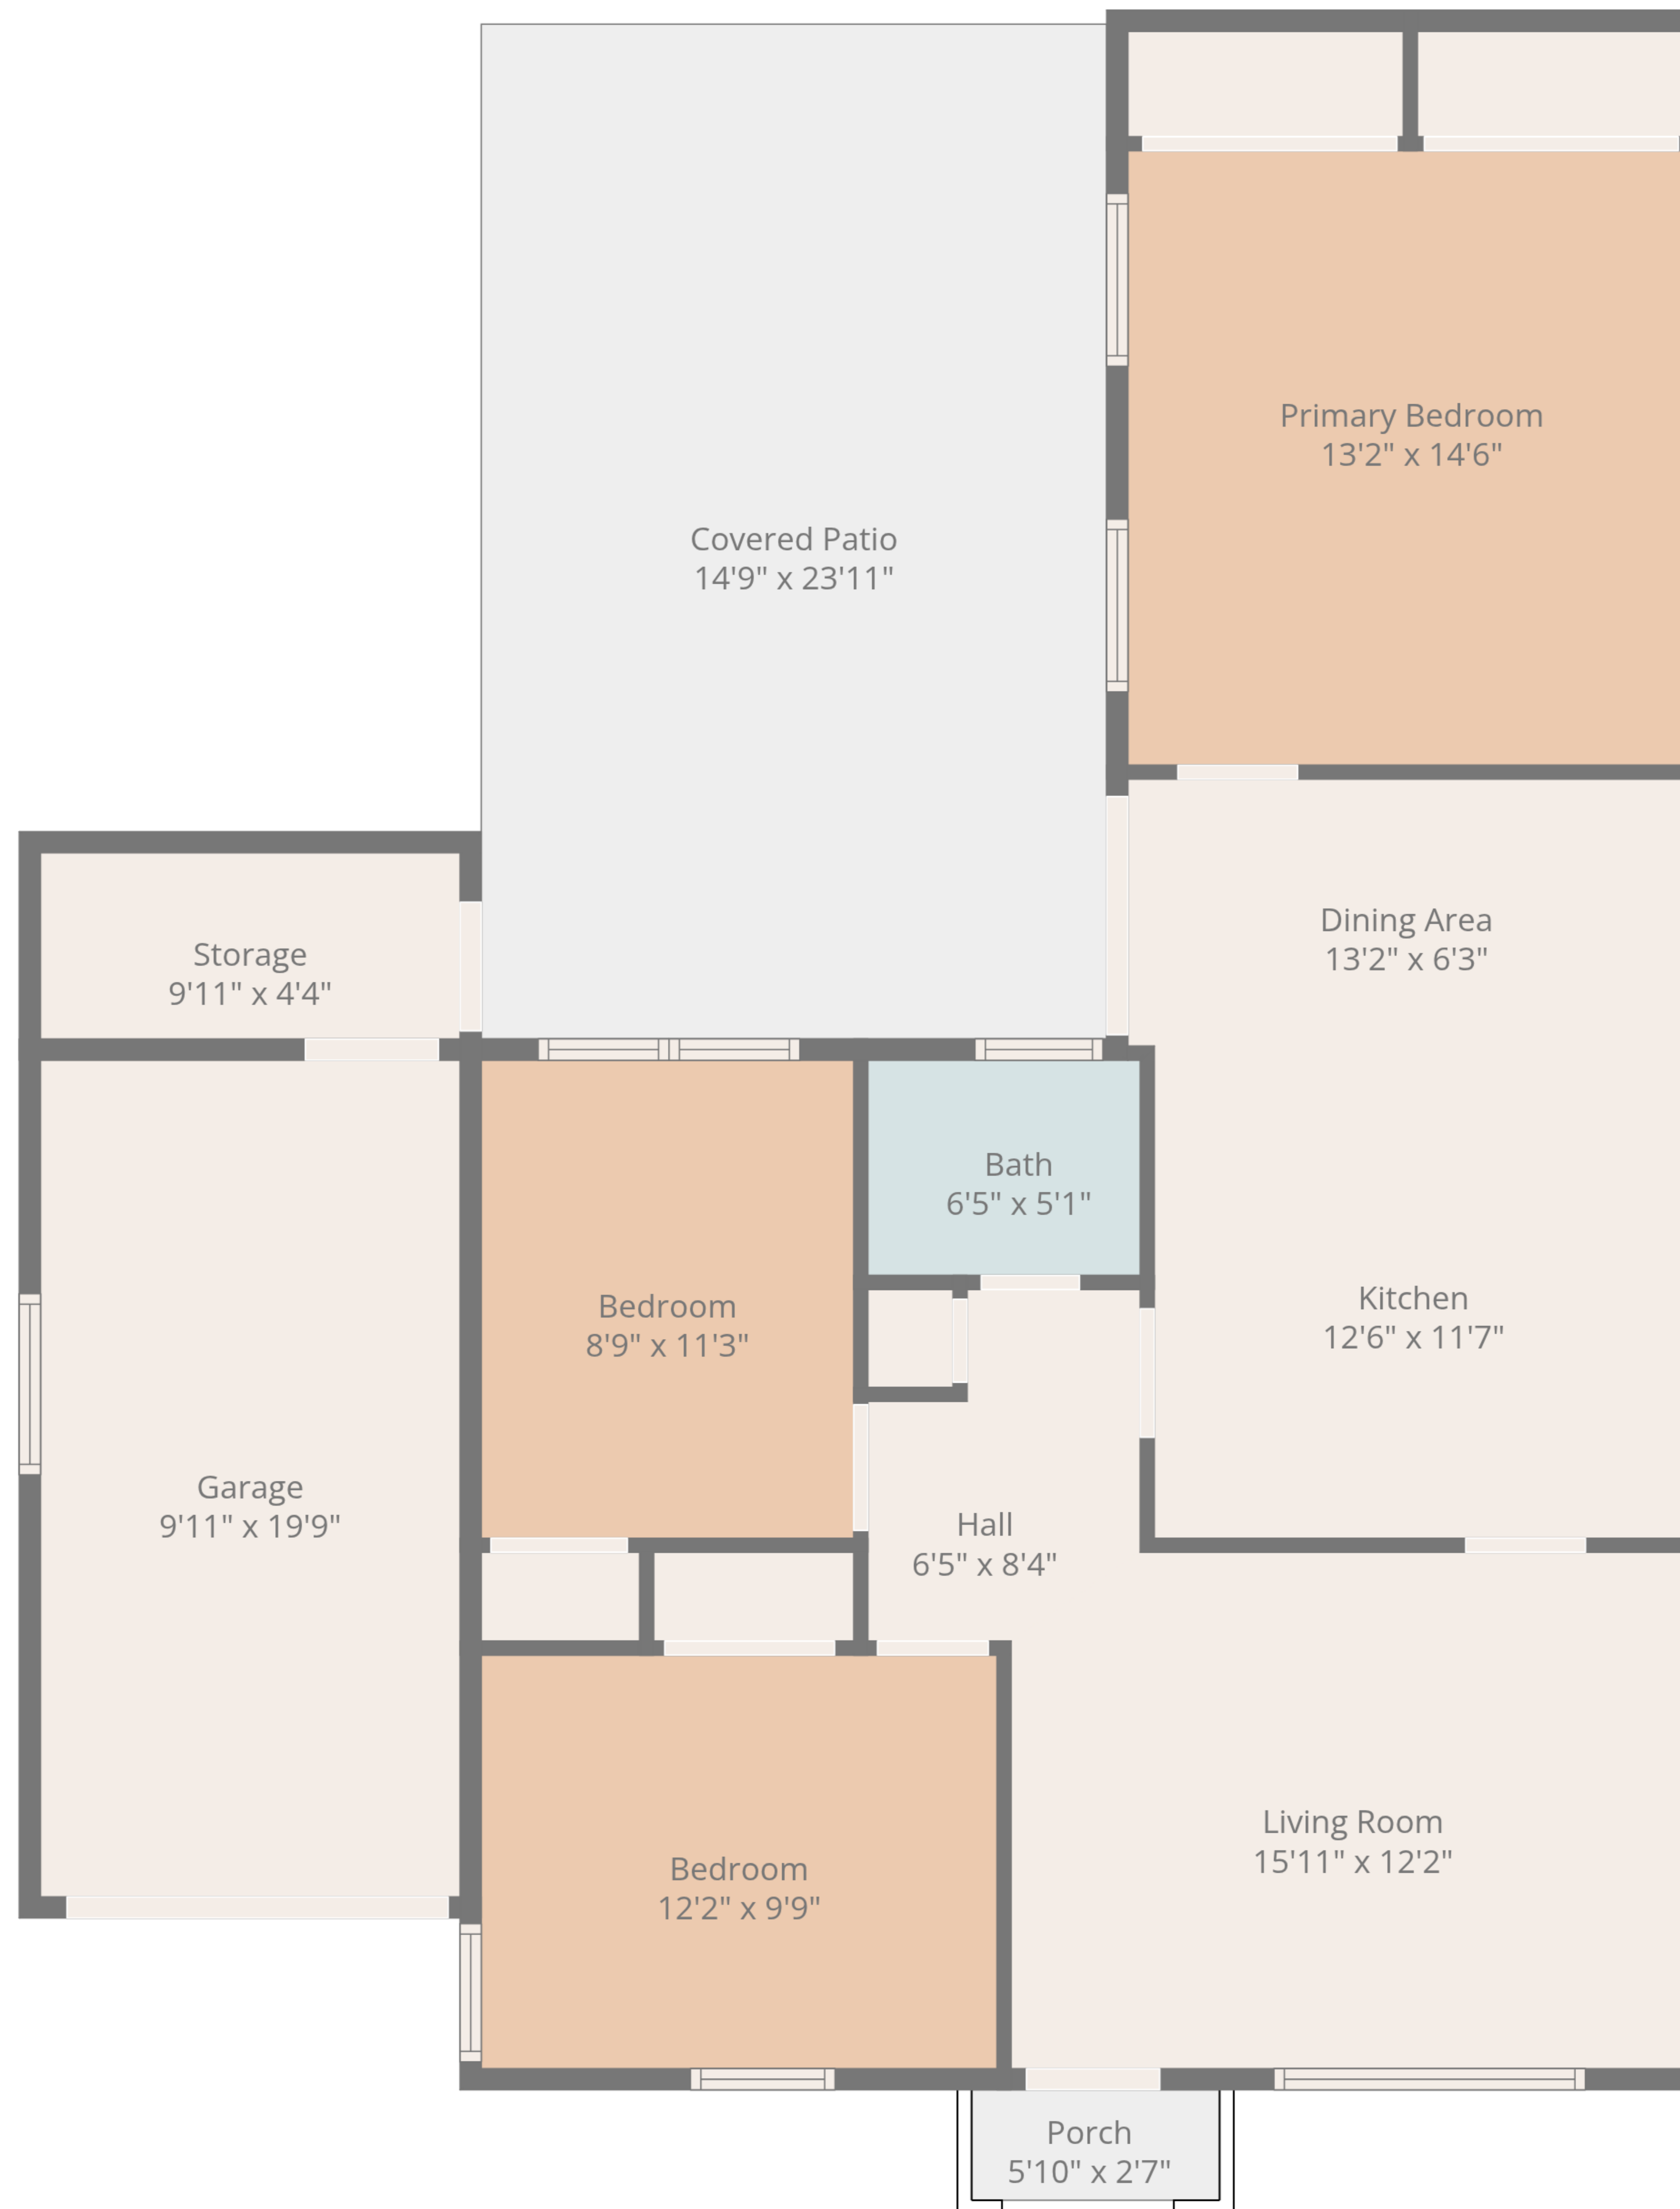 Primary Bedroom
13'2" x 14'6"
Covered Patio
14'9" x 23'11"
Dining Area
13'2" x 6'3"
Storage
9'11" x 4'4"
Bath
6'5" x 5'1"
Kitchen
12'6" x 11'7"
Bedroom
8'9" x 11'3"
Garage
9'11" x 19'9"
Hall
6'5" x 8'4"
Living Room
15'11" x 12'2"
Bedroom
12'2" x 9'9"
Porch
5'10" x 2'7"